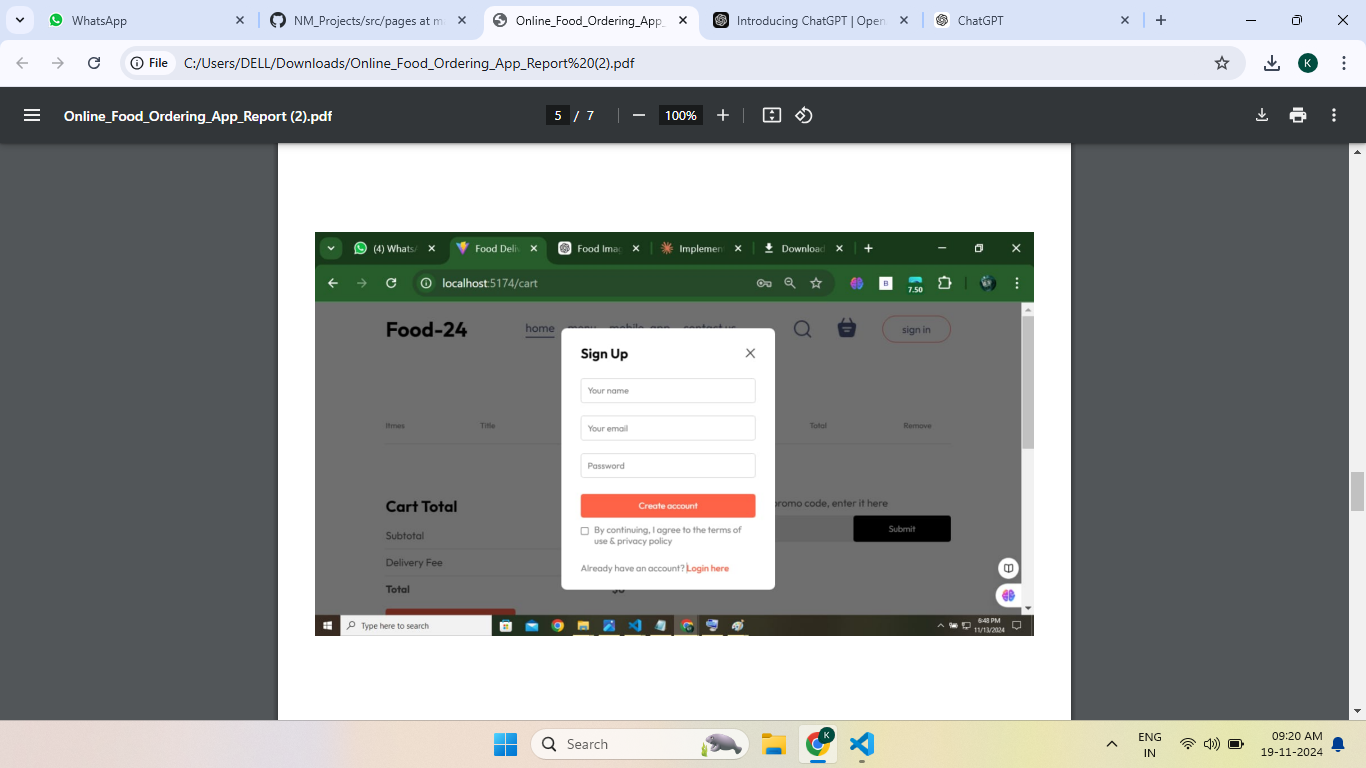 WhatsApp
NM_Projects/src/pages at m
Online_Food_Ordering_App_
Introducing ChatGPT | Open
ChatGPT
File
C:/Users/DELL/Downloads/Online_Food_Ordering_App_Report%20(2).pdf
K
Online_Food_Ordering_App_Report (2).pdf
5 / 7
100%
(4) Whats
Food Deli
Food Ima
Implemen
Download
localhost:5174/cart
B
7.50
Food-24
home
menu
mobile-app
contact us
sign in
Sign Up
Your name
Your email
Password
Create account
By continuing, I agree to the terms of
use & privacy policy
Already have an account? Login here
Itmes
Title
Total
Remove
Cart Total
Subtotal
Delivery Fee
Total
promo code, enter it here
Submit
Type here to search
8:48 PM
11/13/2024
Search
K
ENG
IN
09:20 AM
19-11-2024